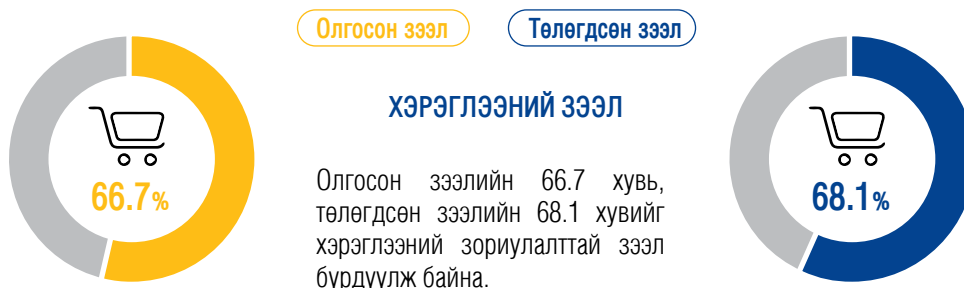 Олгосон зээл
Төлөгдсөн зээл
ХЭРЭГЛЭЭНИЙ ЗЭЭЛ
66.7%
Олгосон зээлийн 66.7 хувь,
төлөгдсөн зээлийн 68.1 хувийг
хэрэглээний зориулалттай зээл
бүрдүүлж байна.
68.1%